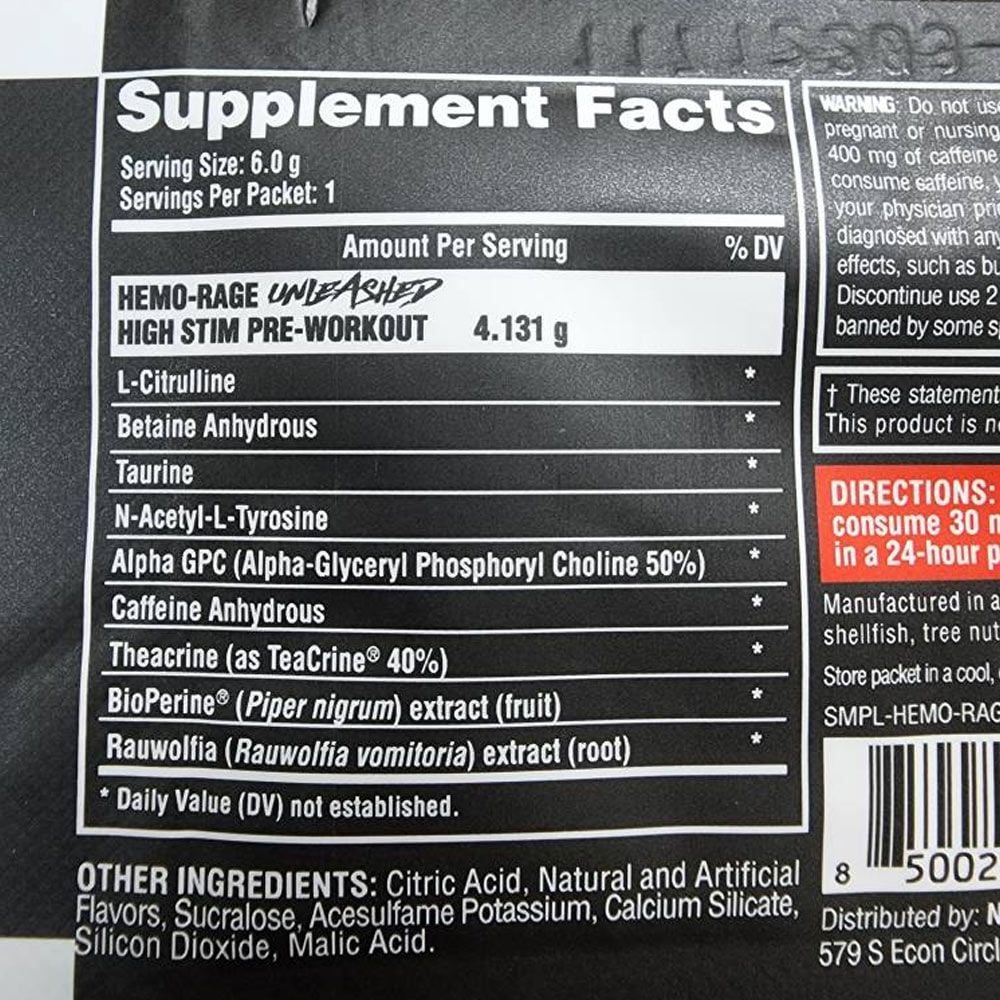 Supplement Facts
Serving Size: 6.0 g
Servings Per Packet: 1
Amount Per Serving % DV
HEMO-RAGE UNLEASHED
HIGH STIM PRE-WORKOUT 4.131 g
L-Citrulline *
Betaine Anhydrous *
Taurine *
N-Acetyl-L-Tyrosine *
Alpha GPC (Alpha-Glyceryl Phosphoryl Choline 50%) *
Caffeine Anhydrous *
Theacrine (as TeaCrine® 40%) *
BioPerine® (Piper nigrum) extract (fruit) *
Rauwolfia (Rauwolfia vomitoria) extract (root) *
* Daily Value (DV) not established.
OTHER INGREDIENTS: Citric Acid, Natural and Artificial
Flavors, Sucralose, Acesulfame Potassium, Calcium Silicate,
Silicon Dioxide, Malic Acid.
WARNING: Do not us
pregnant or nursing
400 mg of caffeine
consume caffeine,
your physician pri
diagnosed with any
effects, such as bu
Discontinue use 2
banned by some s
† These statement
This product is n
DIRECTIONS:
consume 30 m
in a 24-hour p
Manufactured in a
shellfish, tree nut
Store packet in a cool,
SMPL-HEMO-RAG
8 5002
Distributed by: N
579 S Econ Circl